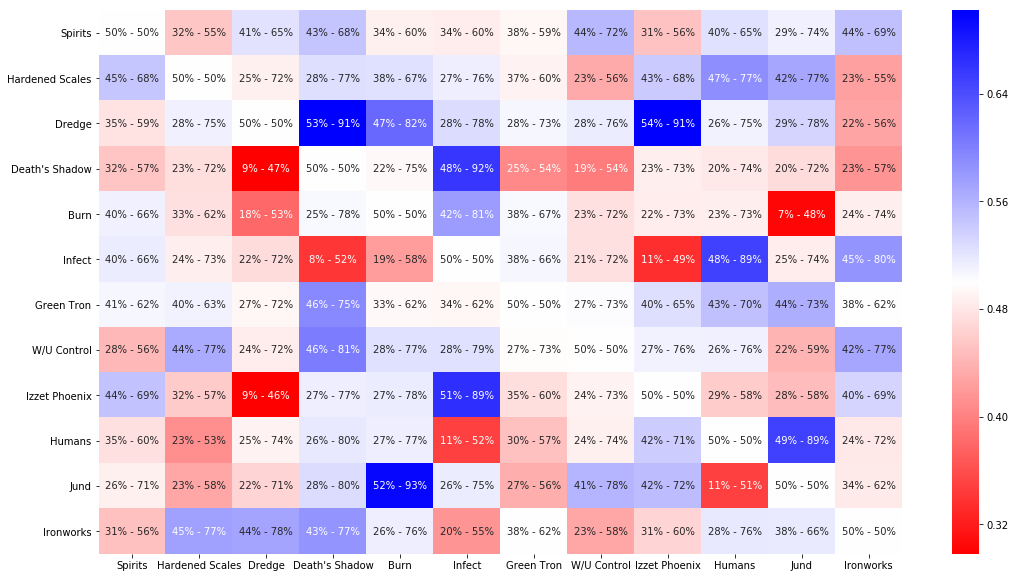 Spirits 50% - 50% 32% - 55% 41% - 65% 43% - 68% 34% - 60% 34% - 60% 38% - 59% 44% - 72% 31% - 56% 40% - 65% 29% - 74% 44% - 69%
Hardened Scales 45% - 68% 50% - 50% 25% - 72% 28% - 77% 38% - 67% 27% - 76% 37% - 60% 23% - 56% 43% - 68% 47% - 77% 42% - 77% 23% - 55%
0.64
Dredge 35% - 59% 28% - 75% 50% - 50% 53% - 91% 47% - 82% 28% - 78% 28% - 73% 28% - 76% 54% - 91% 26% - 75% 29% - 78% 22% - 56%
Death's Shadow 32% - 57% 23% - 72% 9% - 47% 50% - 50% 22% - 75% 48% - 92% 25% - 54% 19% - 54% 23% - 73% 20% - 74% 20% - 72% 23% - 57%
0.56
Burn 40% - 66% 33% - 62% 18% - 53% 25% - 78% 50% - 50% 42% - 81% 38% - 67% 23% - 72% 22% - 73% 23% - 73% 7% - 48% 24% - 74%
Infect 40% - 66% 24% - 73% 22% - 72% 8% - 52% 19% - 58% 50% - 50% 38% - 66% 21% - 72% 11% - 49% 48% - 89% 25% - 74% 45% - 80%
Green Tron 41% - 62% 40% - 63% 27% - 72% 46% - 75% 33% - 62% 34% - 62% 50% - 50% 27% - 73% 40% - 65% 43% - 70% 44% - 73% 38% - 62%
0.48
W/U Control 28% - 56% 44% - 77% 24% - 72% 46% - 81% 28% - 77% 28% - 79% 27% - 73% 50% - 50% 27% - 76% 26% - 76% 22% - 59% 42% - 77%
Izzet Phoenix 44% - 69% 32% - 57% 9% - 46% 27% - 77% 27% - 78% 51% - 89% 35% - 60% 24% - 73% 50% - 50% 29% - 58% 28% - 58% 40% - 69%
0.40
Humans 35% - 60% 23% - 53% 25% - 74% 26% - 80% 27% - 77% 11% - 52% 30% - 57% 24% - 74% 42% - 71% 50% - 50% 49% - 89% 24% - 72%
Jund 26% - 71% 23% - 58% 22% - 71% 28% - 80% 52% - 93% 26% - 75% 27% - 56% 41% - 78% 42% - 72% 11% - 51% 50% - 50% 34% - 62%
0.32
Ironworks 31% - 56% 45% - 77% 44% - 78% 43% - 77% 26% - 76% 20% - 55% 38% - 62% 23% - 58% 31% - 60% 28% - 76% 38% - 66% 50% - 50%
Spirits Hardened Scales Dredge Death's Shadow Burn Infect Green Tron W/U Control Izzet Phoenix Humans Jund Ironworks